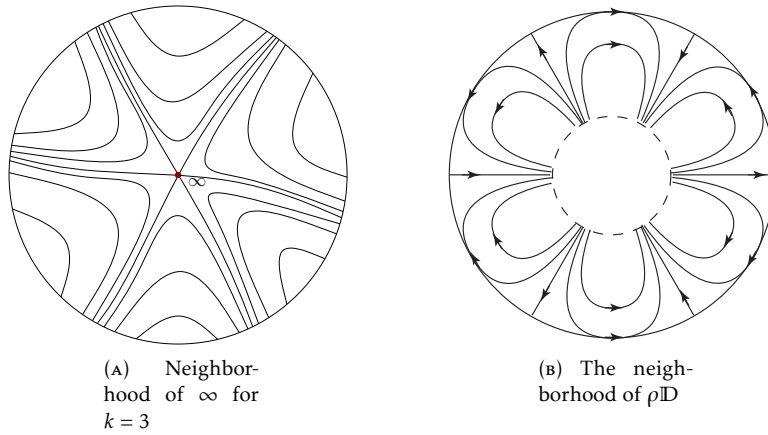 ∞
(A) Neighbor-
hood of ∞ for
k = 3
(B) The neigh-
borhood of ρ𝔻